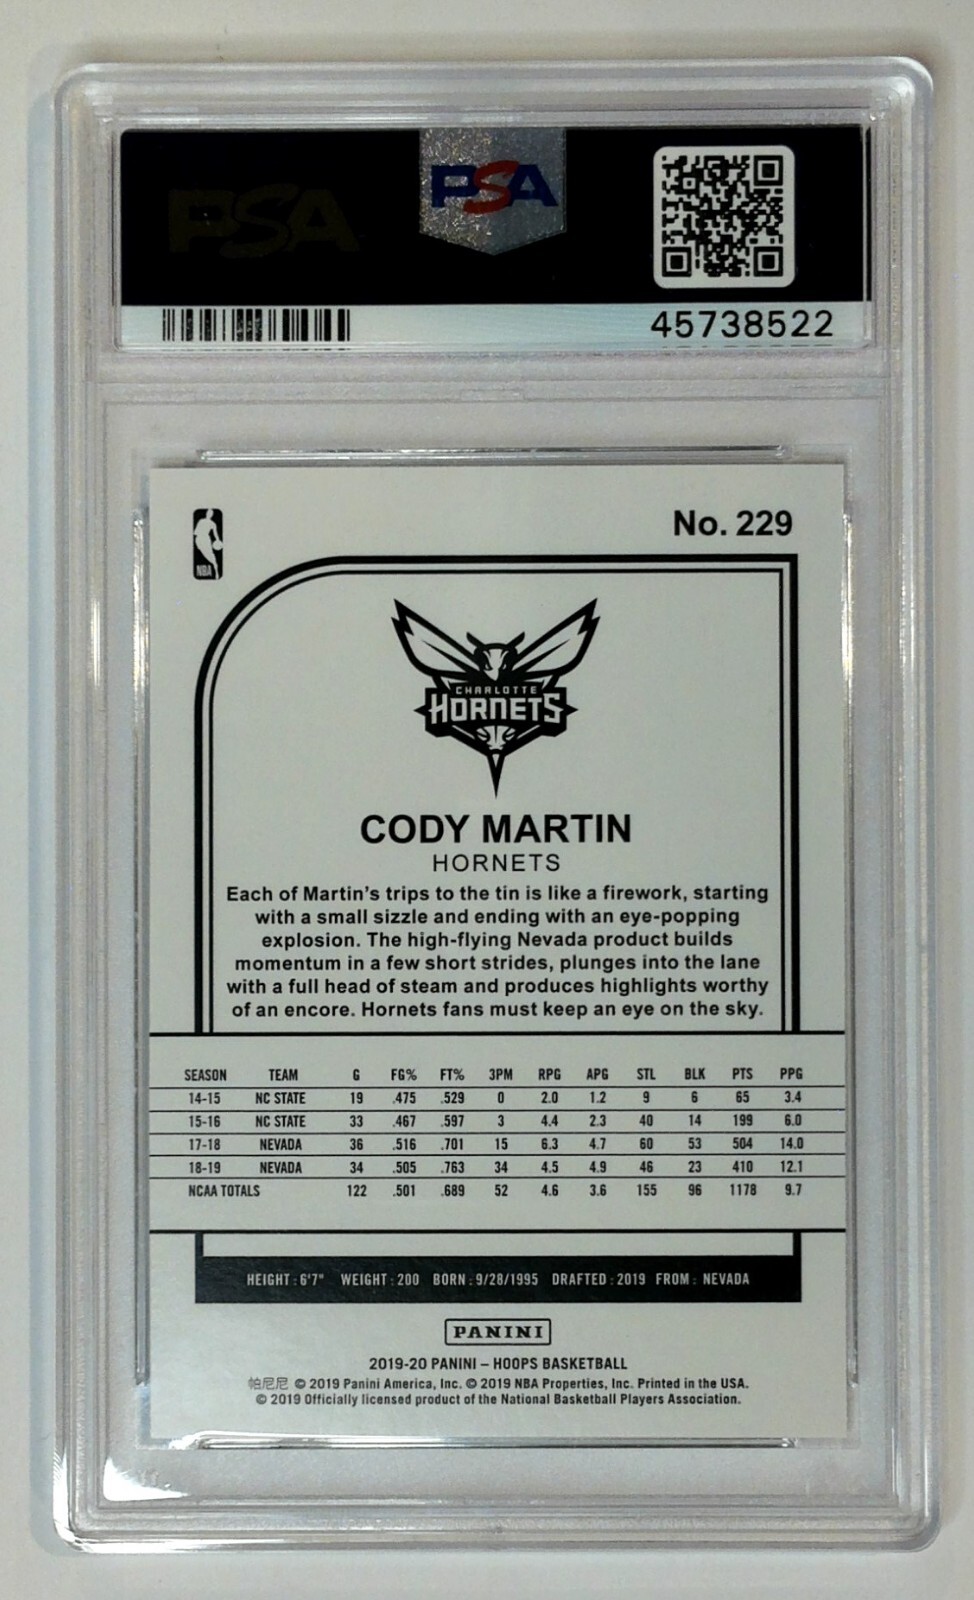 PSA
PSA
45738522
NBA
No. 229
CHARLOTTE
HORNETS
CODY MARTIN
HORNETS
Each of Martin's trips to the tin is like a firework, starting
with a small sizzle and ending with an eye-popping
explosion. The high-flying Nevada product builds
momentum in a few short strides, plunges into the lane
with a full head of steam and produces highlights worthy
of an encore. Hornets fans must keep an eye on the sky.
SEASON TEAM G FG% FT% 3PM RPG APG STL BLK PTS PPG
14-15 NC STATE 19 .475 .529 0 2.0 1.2 9 6 65 3.4
15-16 NC STATE 33 .467 .597 3 4.4 2.3 40 14 199 6.0
17-18 NEVADA 36 .516 .701 15 6.3 4.7 60 53 504 14.0
18-19 NEVADA 34 .505 .763 34 4.5 4.9 46 23 410 12.1
NCAA TOTALS 122 .501 .689 52 4.6 3.6 155 96 1178 9.7
HEIGHT: 6'7" WEIGHT: 200 BORN: 9/28/1995 DRAFTED: 2019 FROM: NEVADA
PANINI
2019-20 PANINI – HOOPS BASKETBALL
帕尼尼 © 2019 Panini America, Inc. © 2019 NBA Properties, Inc. Printed in the USA.
© 2019 Officially licensed product of the National Basketball Players Association.